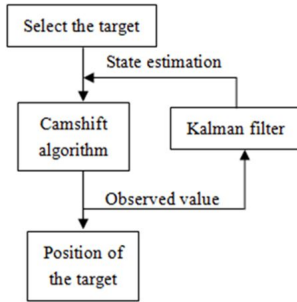 Select the target
State estimation
Camshift
algorithm
Kalman filter
Observed value
Position of
the target